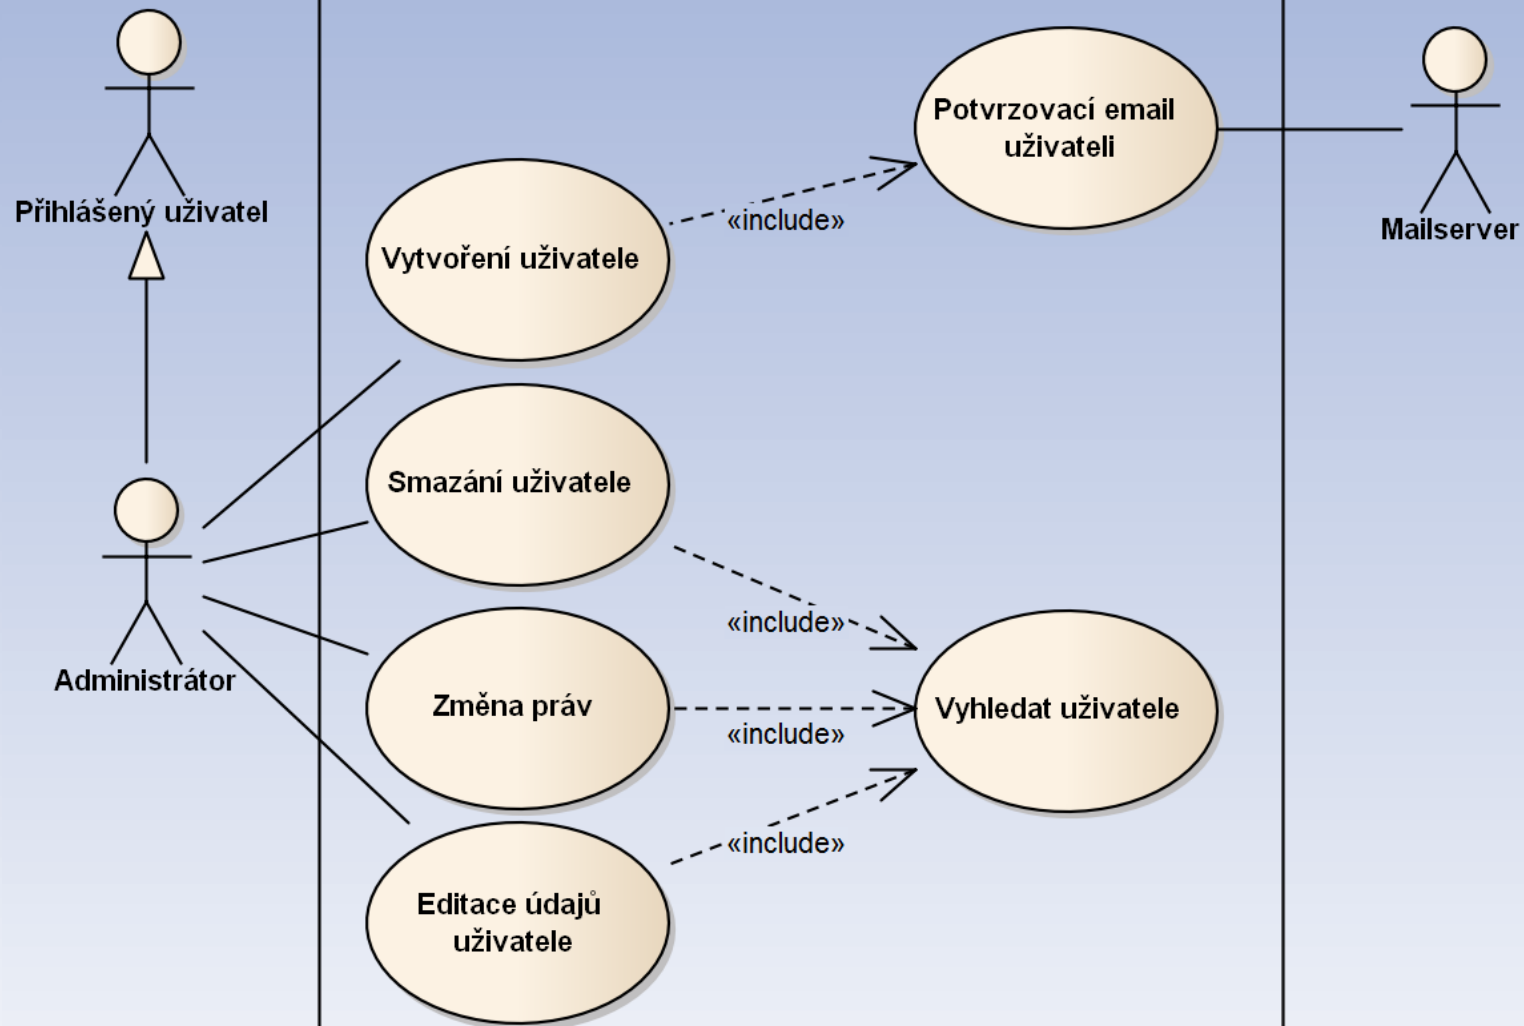 Potvrzovací email
uživateli
Přihlášený uživatel
«include»
Mailserver
Vytvoření uživatele
Smazání uživatele
«include»
Administrátor
Změna práv
Vyhledat uživatele
«include»
«include»
Editace údajů
uživatele